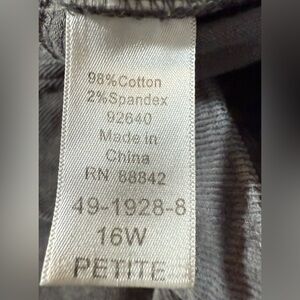 98% Cotton
2% Spandex
92640
Made in
China
RN 88842
49-1928-8
16W
PETITE